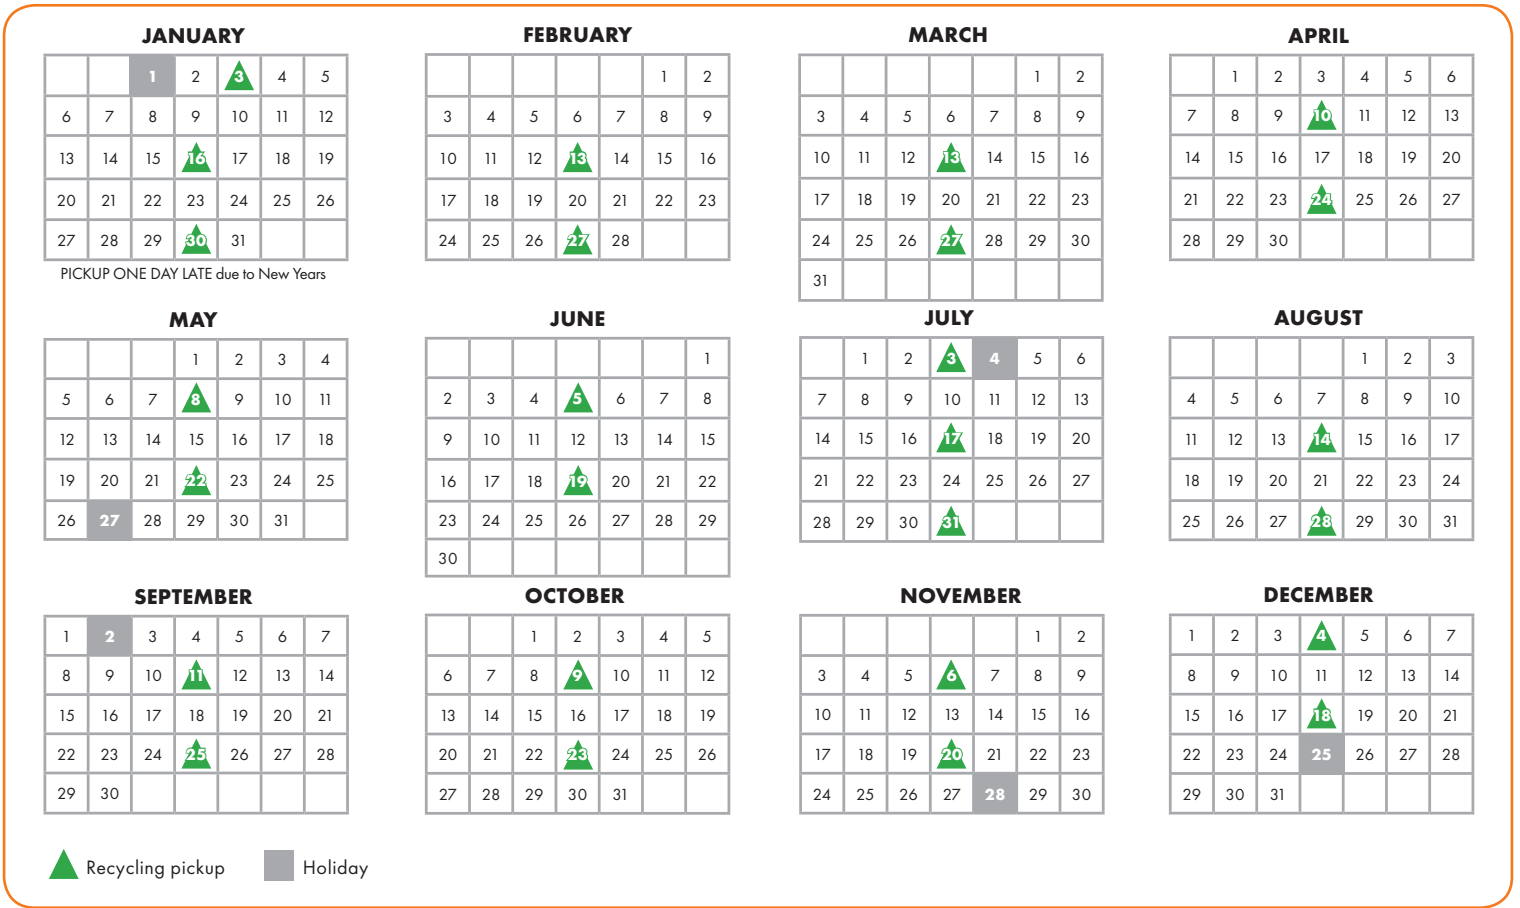 JANUARY
1 2 3 4 5
6 7 8 9 10 11 12
13 14 15 16 17 18 19
20 21 22 23 24 25 26
27 28 29 30 31
PICKUP ONE DAY LATE due to New Years
FEBRUARY
1 2
3 4 5 6 7 8 9
10 11 12 13 14 15 16
17 18 19 20 21 22 23
24 25 26 27 28
MARCH
1 2
3 4 5 6 7 8 9
10 11 12 13 14 15 16
17 18 19 20 21 22 23
24 25 26 27 28 29 30
31
APRIL
1 2 3 4 5 6
7 8 9 10 11 12 13
14 15 16 17 18 19 20
21 22 23 24 25 26 27
28 29 30
MAY
1 2 3 4
5 6 7 8 9 10 11
12 13 14 15 16 17 18
19 20 21 22 23 24 25
26 27 28 29 30 31
JUNE
1
2 3 4 5 6 7 8
9 10 11 12 13 14 15
16 17 18 19 20 21 22
23 24 25 26 27 28 29
30
JULY
1 2 3 4 5 6
7 8 9 10 11 12 13
14 15 16 17 18 19 20
21 22 23 24 25 26 27
28 29 30 31
AUGUST
1 2 3
4 5 6 7 8 9 10
11 12 13 14 15 16 17
18 19 20 21 22 23 24
25 26 27 28 29 30 31
SEPTEMBER
1 2 3 4 5 6 7
8 9 10 11 12 13 14
15 16 17 18 19 20 21
22 23 24 25 26 27 28
29 30
OCTOBER
1 2 3 4 5
6 7 8 9 10 11 12
13 14 15 16 17 18 19
20 21 22 23 24 25 26
27 28 29 30 31
NOVEMBER
1 2
3 4 5 6 7 8 9
10 11 12 13 14 15 16
17 18 19 20 21 22 23
24 25 26 27 28 29 30
DECEMBER
1 2 3 4 5 6 7
8 9 10 11 12 13 14
15 16 17 18 19 20 21
22 23 24 25 26 27 28
29 30 31
Recycling pickup
Holiday